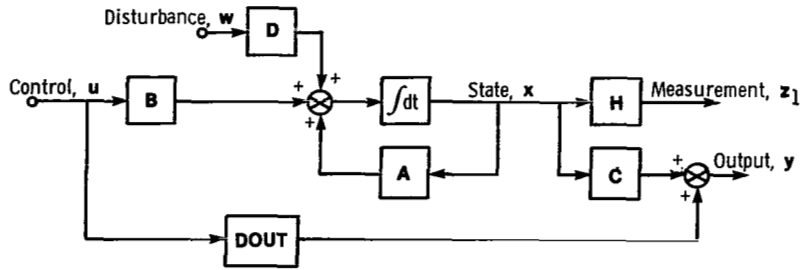 Disturbance, w
D
+
+
Control, u
B
+
∫dt
State, x
H
Measurement, z1
A
C
+
Output, y
+
DOUT